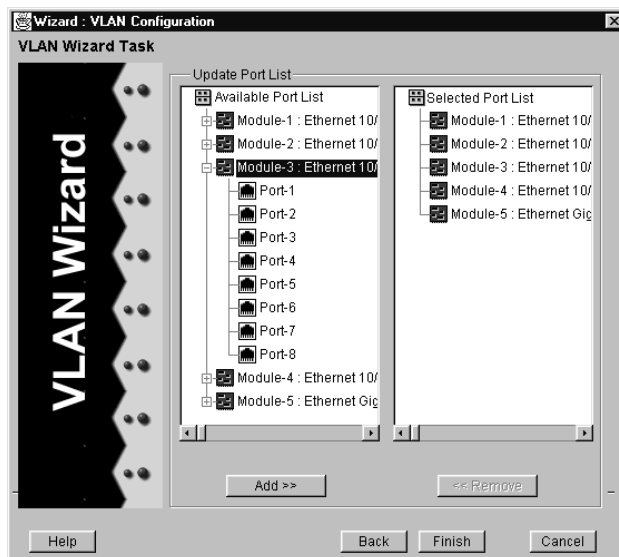 Wizard : VLAN Configuration
VLAN Wizard Task
VLAN Wizard
Update Port List
Available Port List
Module-1 : Ethernet 10/
Module-2 : Ethernet 10/
Module-3 : Ethernet 10/
Port-1
Port-2
Port-3
Port-4
Port-5
Port-6
Port-7
Port-8
Module-4 : Ethernet 10/
Module-5 : Ethernet Gig
Selected Port List
Module-1 : Ethernet 10/
Module-2 : Ethernet 10/
Module-3 : Ethernet 10/
Module-4 : Ethernet 10/
Module-5 : Ethernet Gig
Add >>
<< Remove
Help
Back
Finish
Cancel